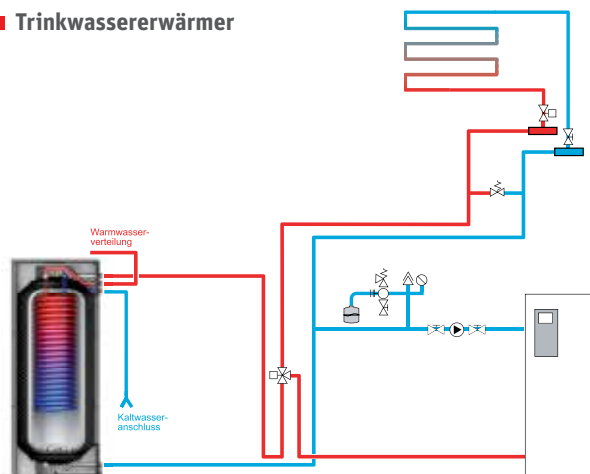 Trinkwassererwärmer
Warmwasser-
verteilung
Kaltwasser-
anschluss